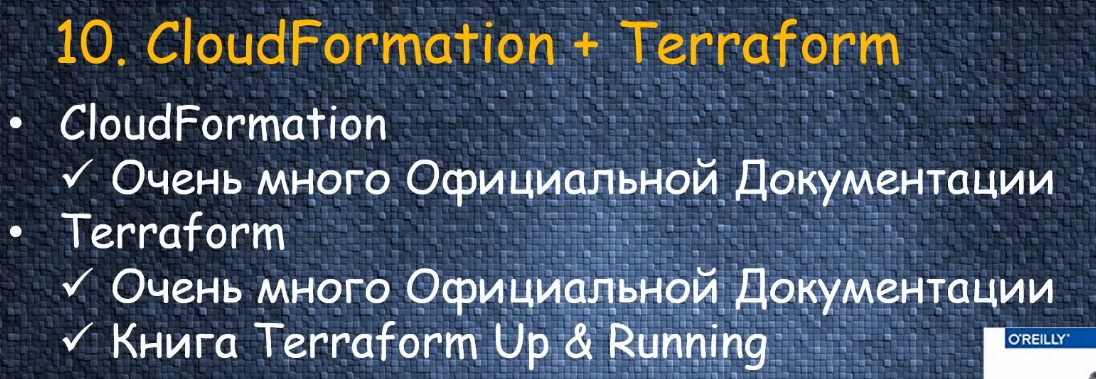 10. CloudFormation + Terraform
• CloudFormation
✓ Очень много Официальной Документации
• Terraform
✓ Очень много Официальной Документации
✓ Книга Terraform Up & Running
O'REILLY®